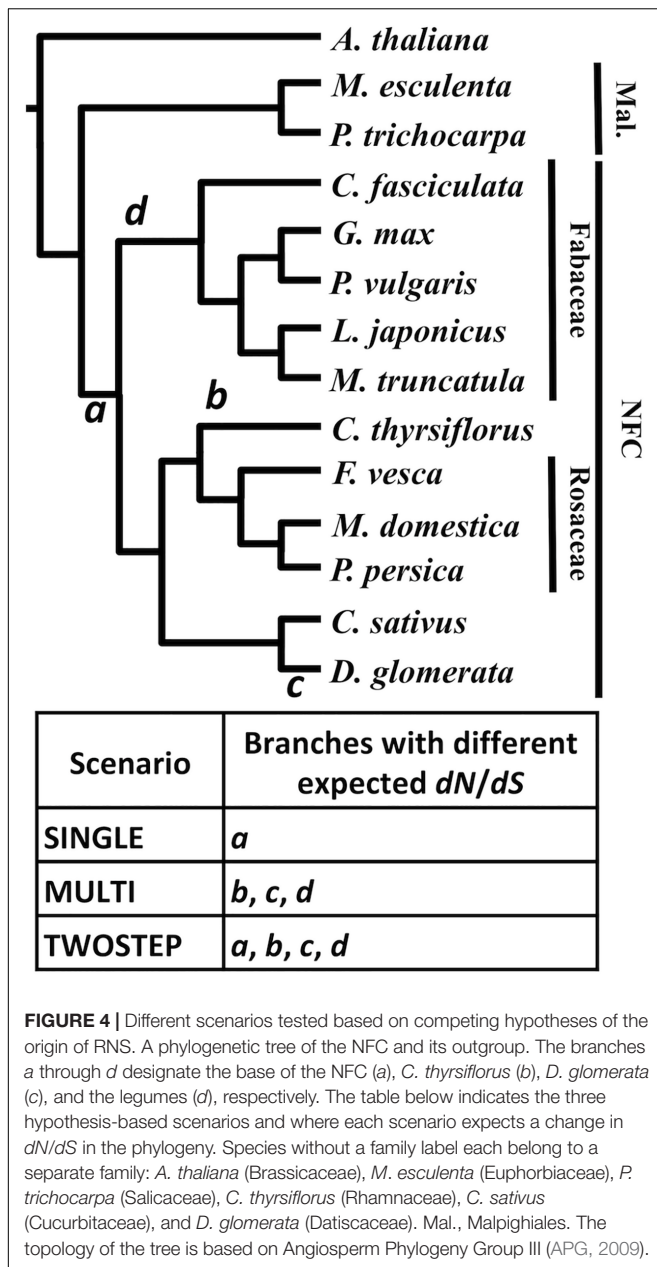 A. thaliana
M. esculenta
P. trichocarpa
Mal.
d
C. fasciculata
G. max
P. vulgaris
L. japonicus
M. truncatula
Fabaceae
a
b
C. thyrsiflorus
NFC
F. vesca
M. domestica
P. persica
Rosaceae
C. sativus
c
D. glomerata
Scenario
Branches with different
expected dN/dS
SINGLE
a
MULTI
b, c, d
TWOSTEP
a, b, c, d
FIGURE 4 | Different scenarios tested based on competing hypotheses of the
origin of RNS. A phylogenetic tree of the NFC and its outgroup. The branches
a through d designate the base of the NFC (a), C. thyrsiflorus (b), D. glomerata
(c), and the legumes (d), respectively. The table below indicates the three
hypothesis-based scenarios and where each scenario expects a change in
dN/dS in the phylogeny. Species without a family label each belong to a
separate family: A. thaliana (Brassicaceae), M. esculenta (Euphorbiaceae), P.
trichocarpa (Salicaceae), C. thyrsiflorus (Rhamnaceae), C. sativus
(Cucurbitaceae), and D. glomerata (Datiscaceae). Mal., Malpighiales. The
topology of the tree is based on Angiosperm Phylogeny Group III (APG, 2009).